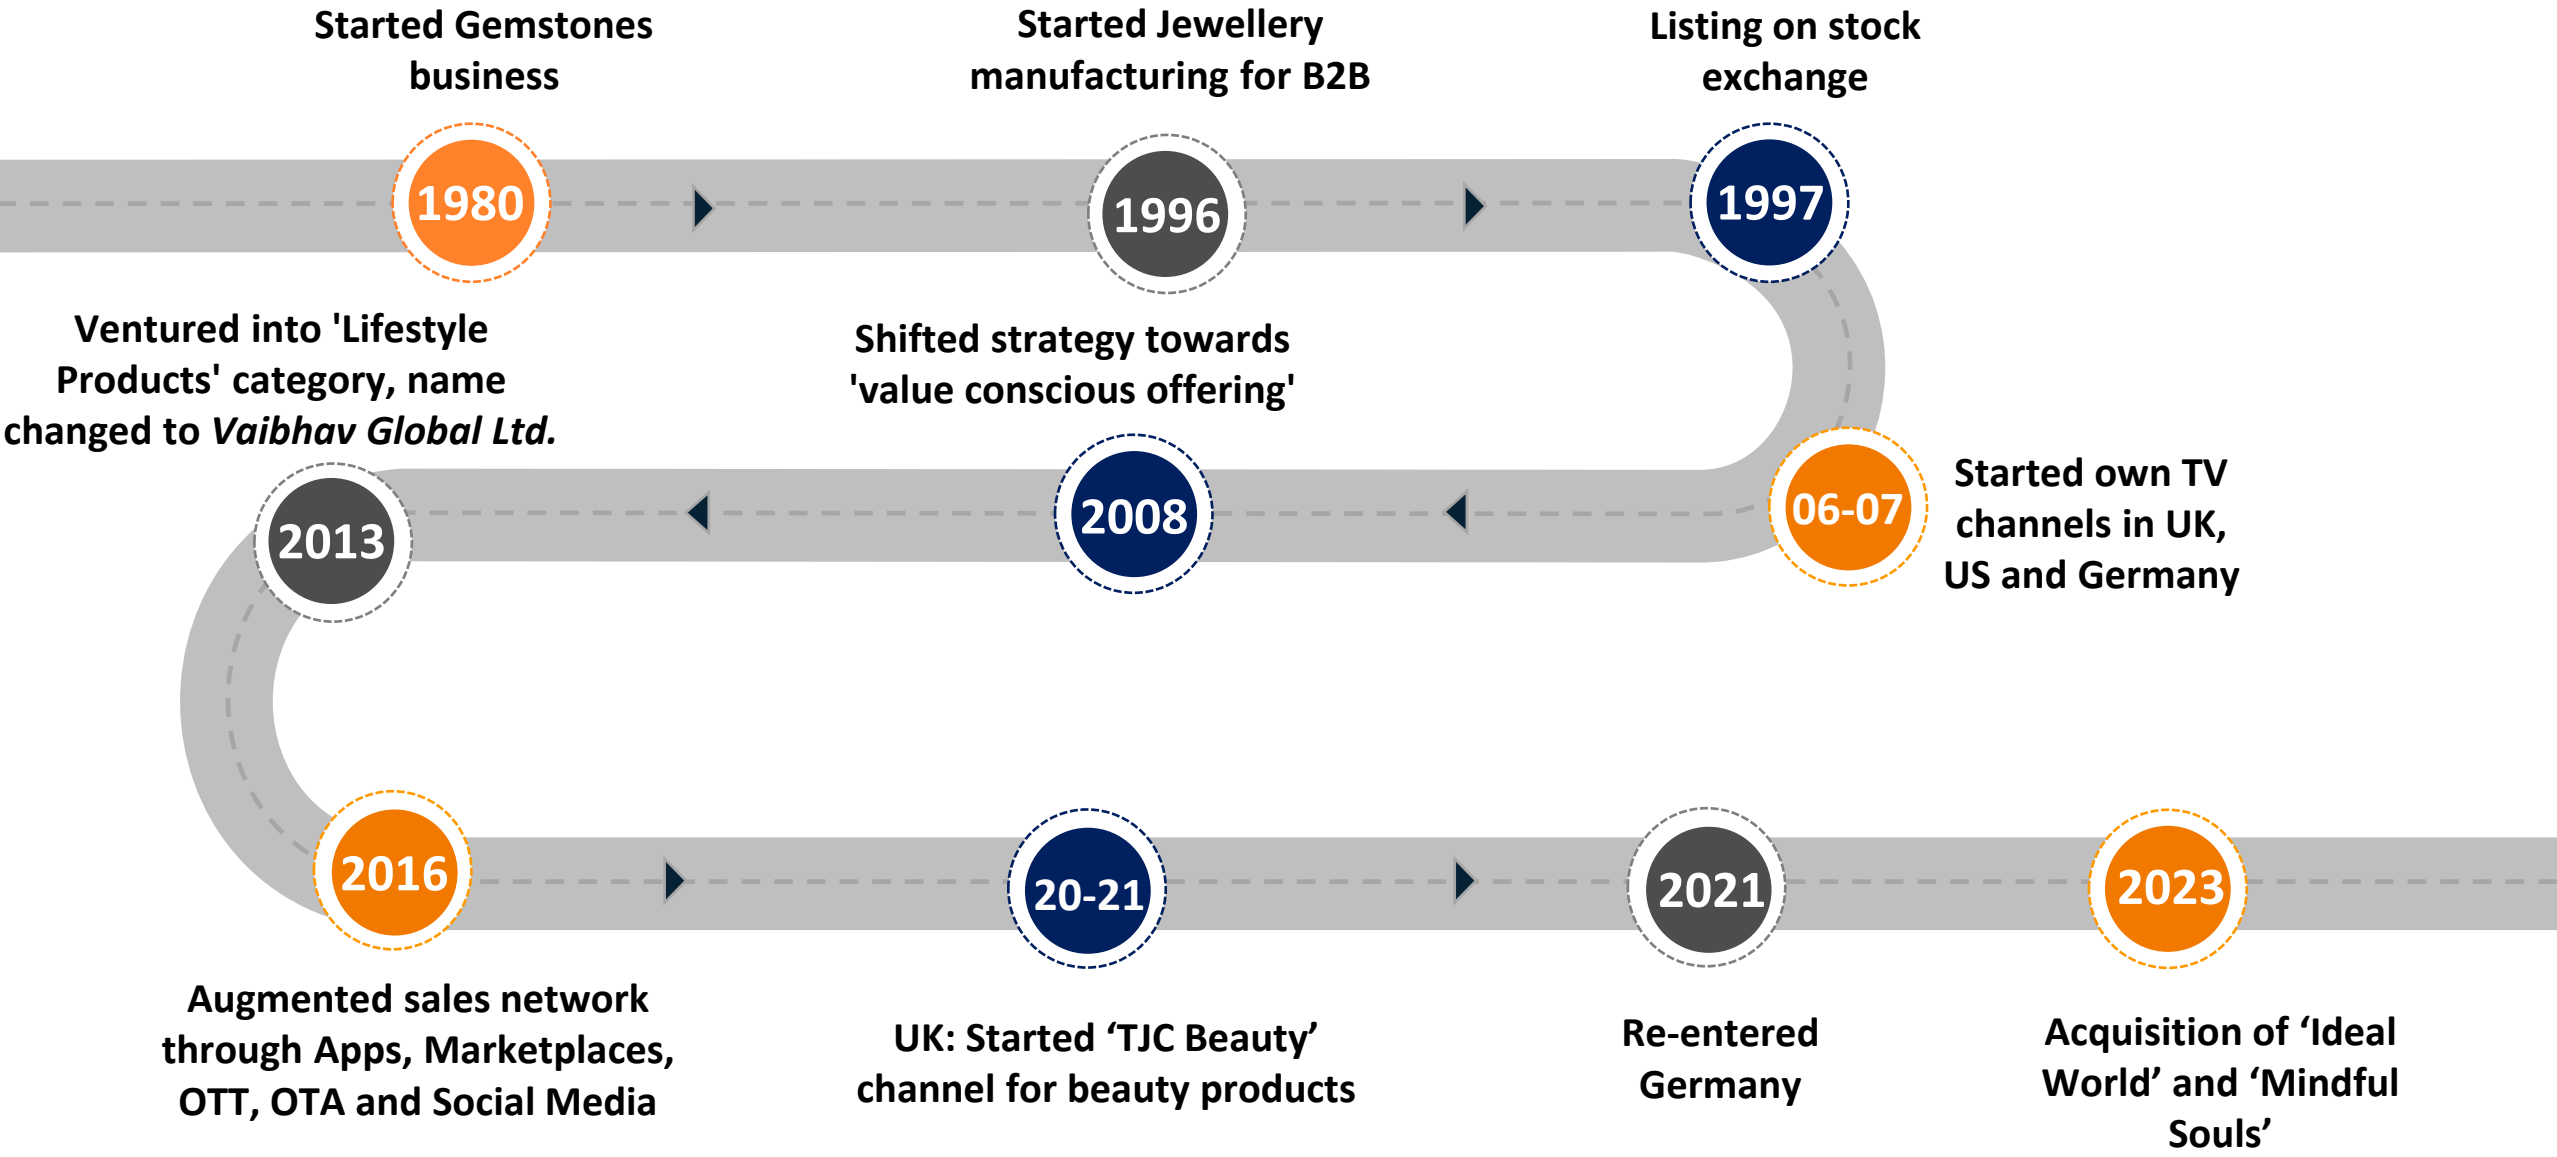 Started Gemstones
business
1980
Started Jewellery
manufacturing for B2B
1996
Listing on stock
exchange
1997
Started own TV
channels in UK,
US and Germany
06-07
Shifted strategy towards
'value conscious offering'
2008
Ventured into 'Lifestyle
Products' category, name
changed to Vaibhav Global Ltd.
2013
2016
Augmented sales network
through Apps, Marketplaces,
OTT, OTA and Social Media
20-21
UK: Started ‘TJC Beauty’
channel for beauty products
2021
Re-entered
Germany
2023
Acquisition of ‘Ideal
World’ and ‘Mindful
Souls’